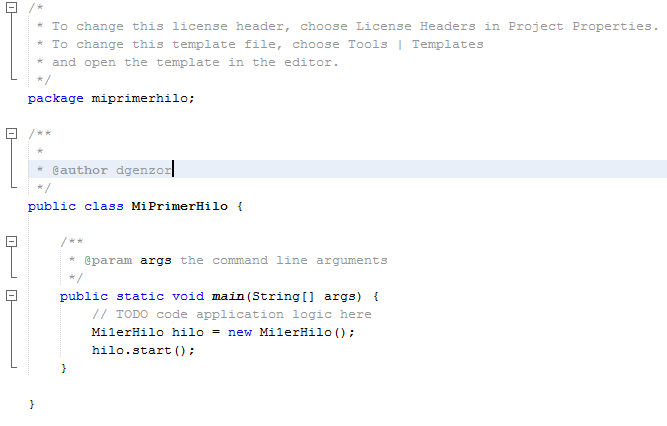 /*
 * To change this license header, choose License Headers in Project Properties.
 * To change this template file, choose Tools | Templates
 * and open the template in the editor.
 */
package miprimerhilo;

/**
 *
 * @author dgenzor
 */
public class MiPrimerHilo {

    /**
     * @param args the command line arguments
     */
    public static void main(String[] args) {
        // TODO code application logic here
        Mi1erHilo hilo = new Mi1erHilo();
        hilo.start();
    }

}